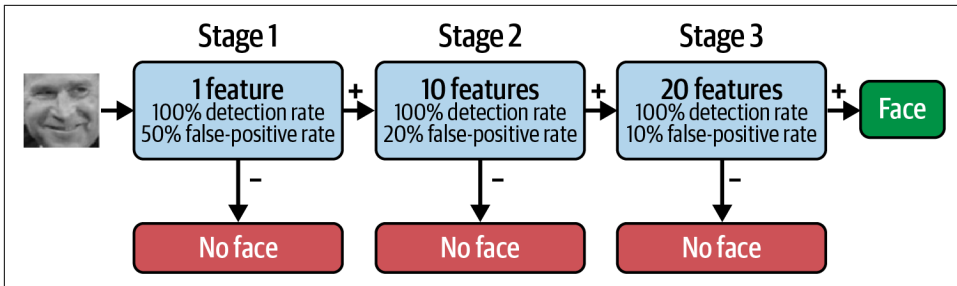 Stage 1
Stage 2
Stage 3
1 feature
100% detection rate
50% false-positive rate
+
10 features
100% detection rate
20% false-positive rate
+
20 features
100% detection rate
10% false-positive rate
+
Face
–
–
–
No face
No face
No face